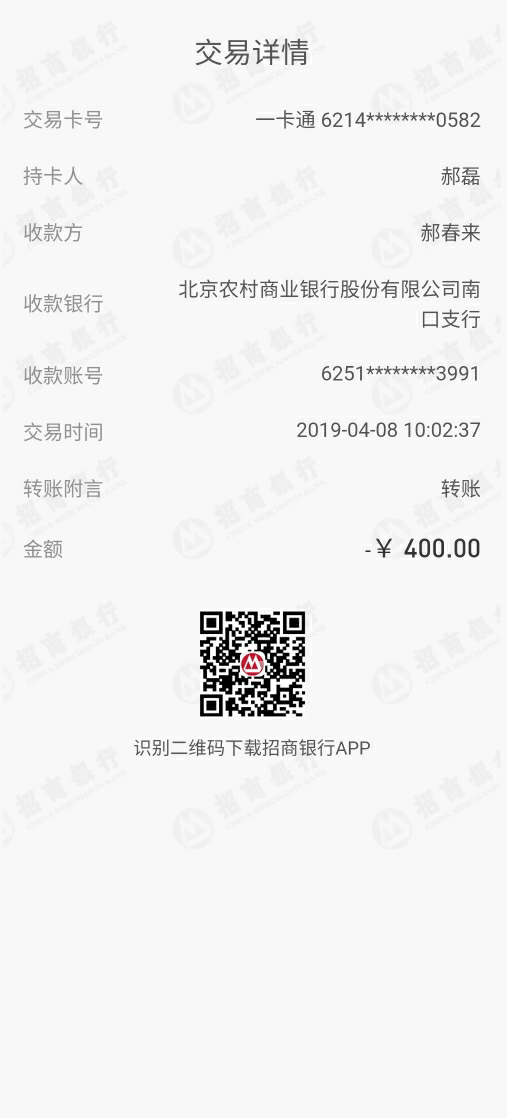 交易详情
交易卡号 一卡通 6214********0582
持卡人 郝磊
收款方 郝春来
收款银行 北京农村商业银行股份有限公司南
口支行
收款账号 6251********3991
交易时间 2019-04-08 10:02:37
转账附言 转账
金额 -¥ 400.00
识别二维码下载招商银行APP
招商银行
CHINA MERCHANTS BANK